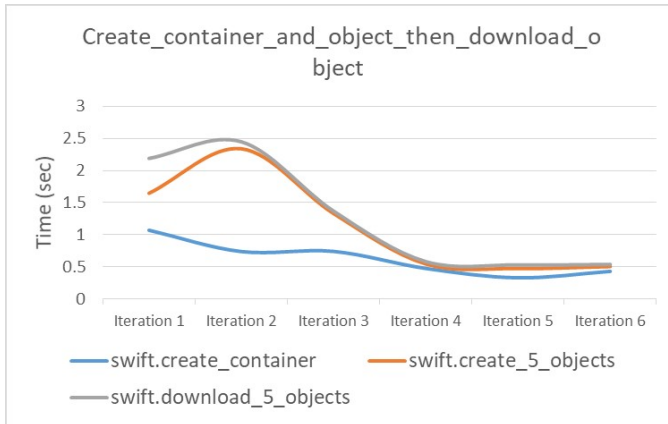 Create_container_and_object_then_download_o
bject
3
2.5
2
1.5
1
0.5
0
Time (sec)
Iteration 1 Iteration 2 Iteration 3 Iteration 4 Iteration 5 Iteration 6
swift.create_container swift.create_5_objects
swift.download_5_objects